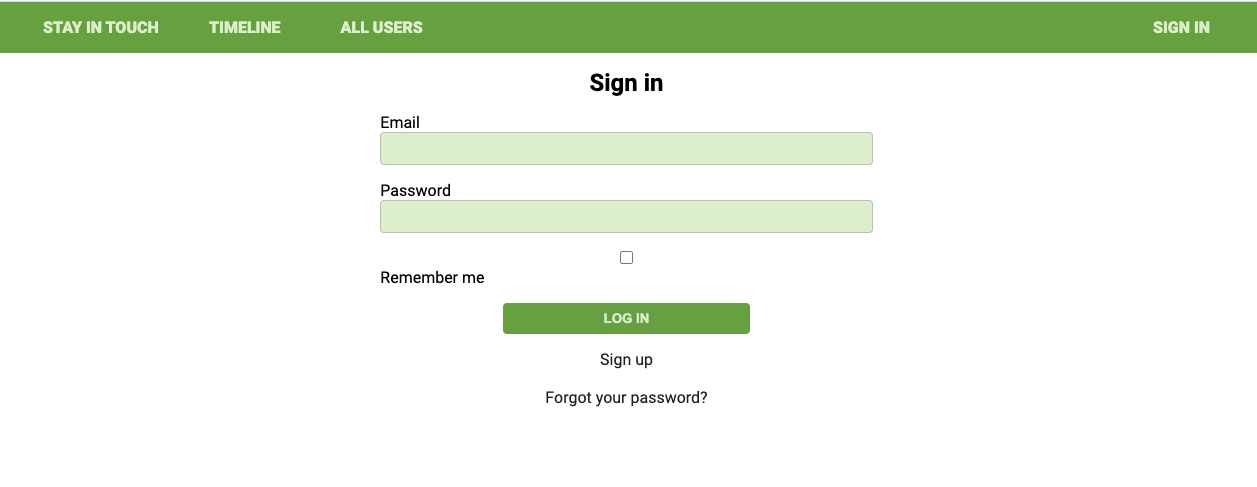 STAY IN TOUCH TIMELINE ALL USERS SIGN IN
Sign in
Email
Password
Remember me
LOG IN
Sign up
Forgot your password?